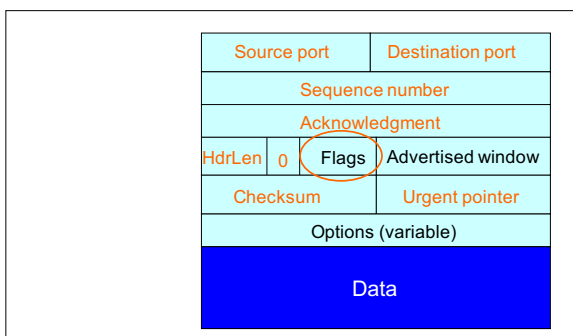 Source port Destination port
Sequence number
Acknowledgment
HdrLen 0 Flags Advertised window
Checksum Urgent pointer
Options (variable)
Data